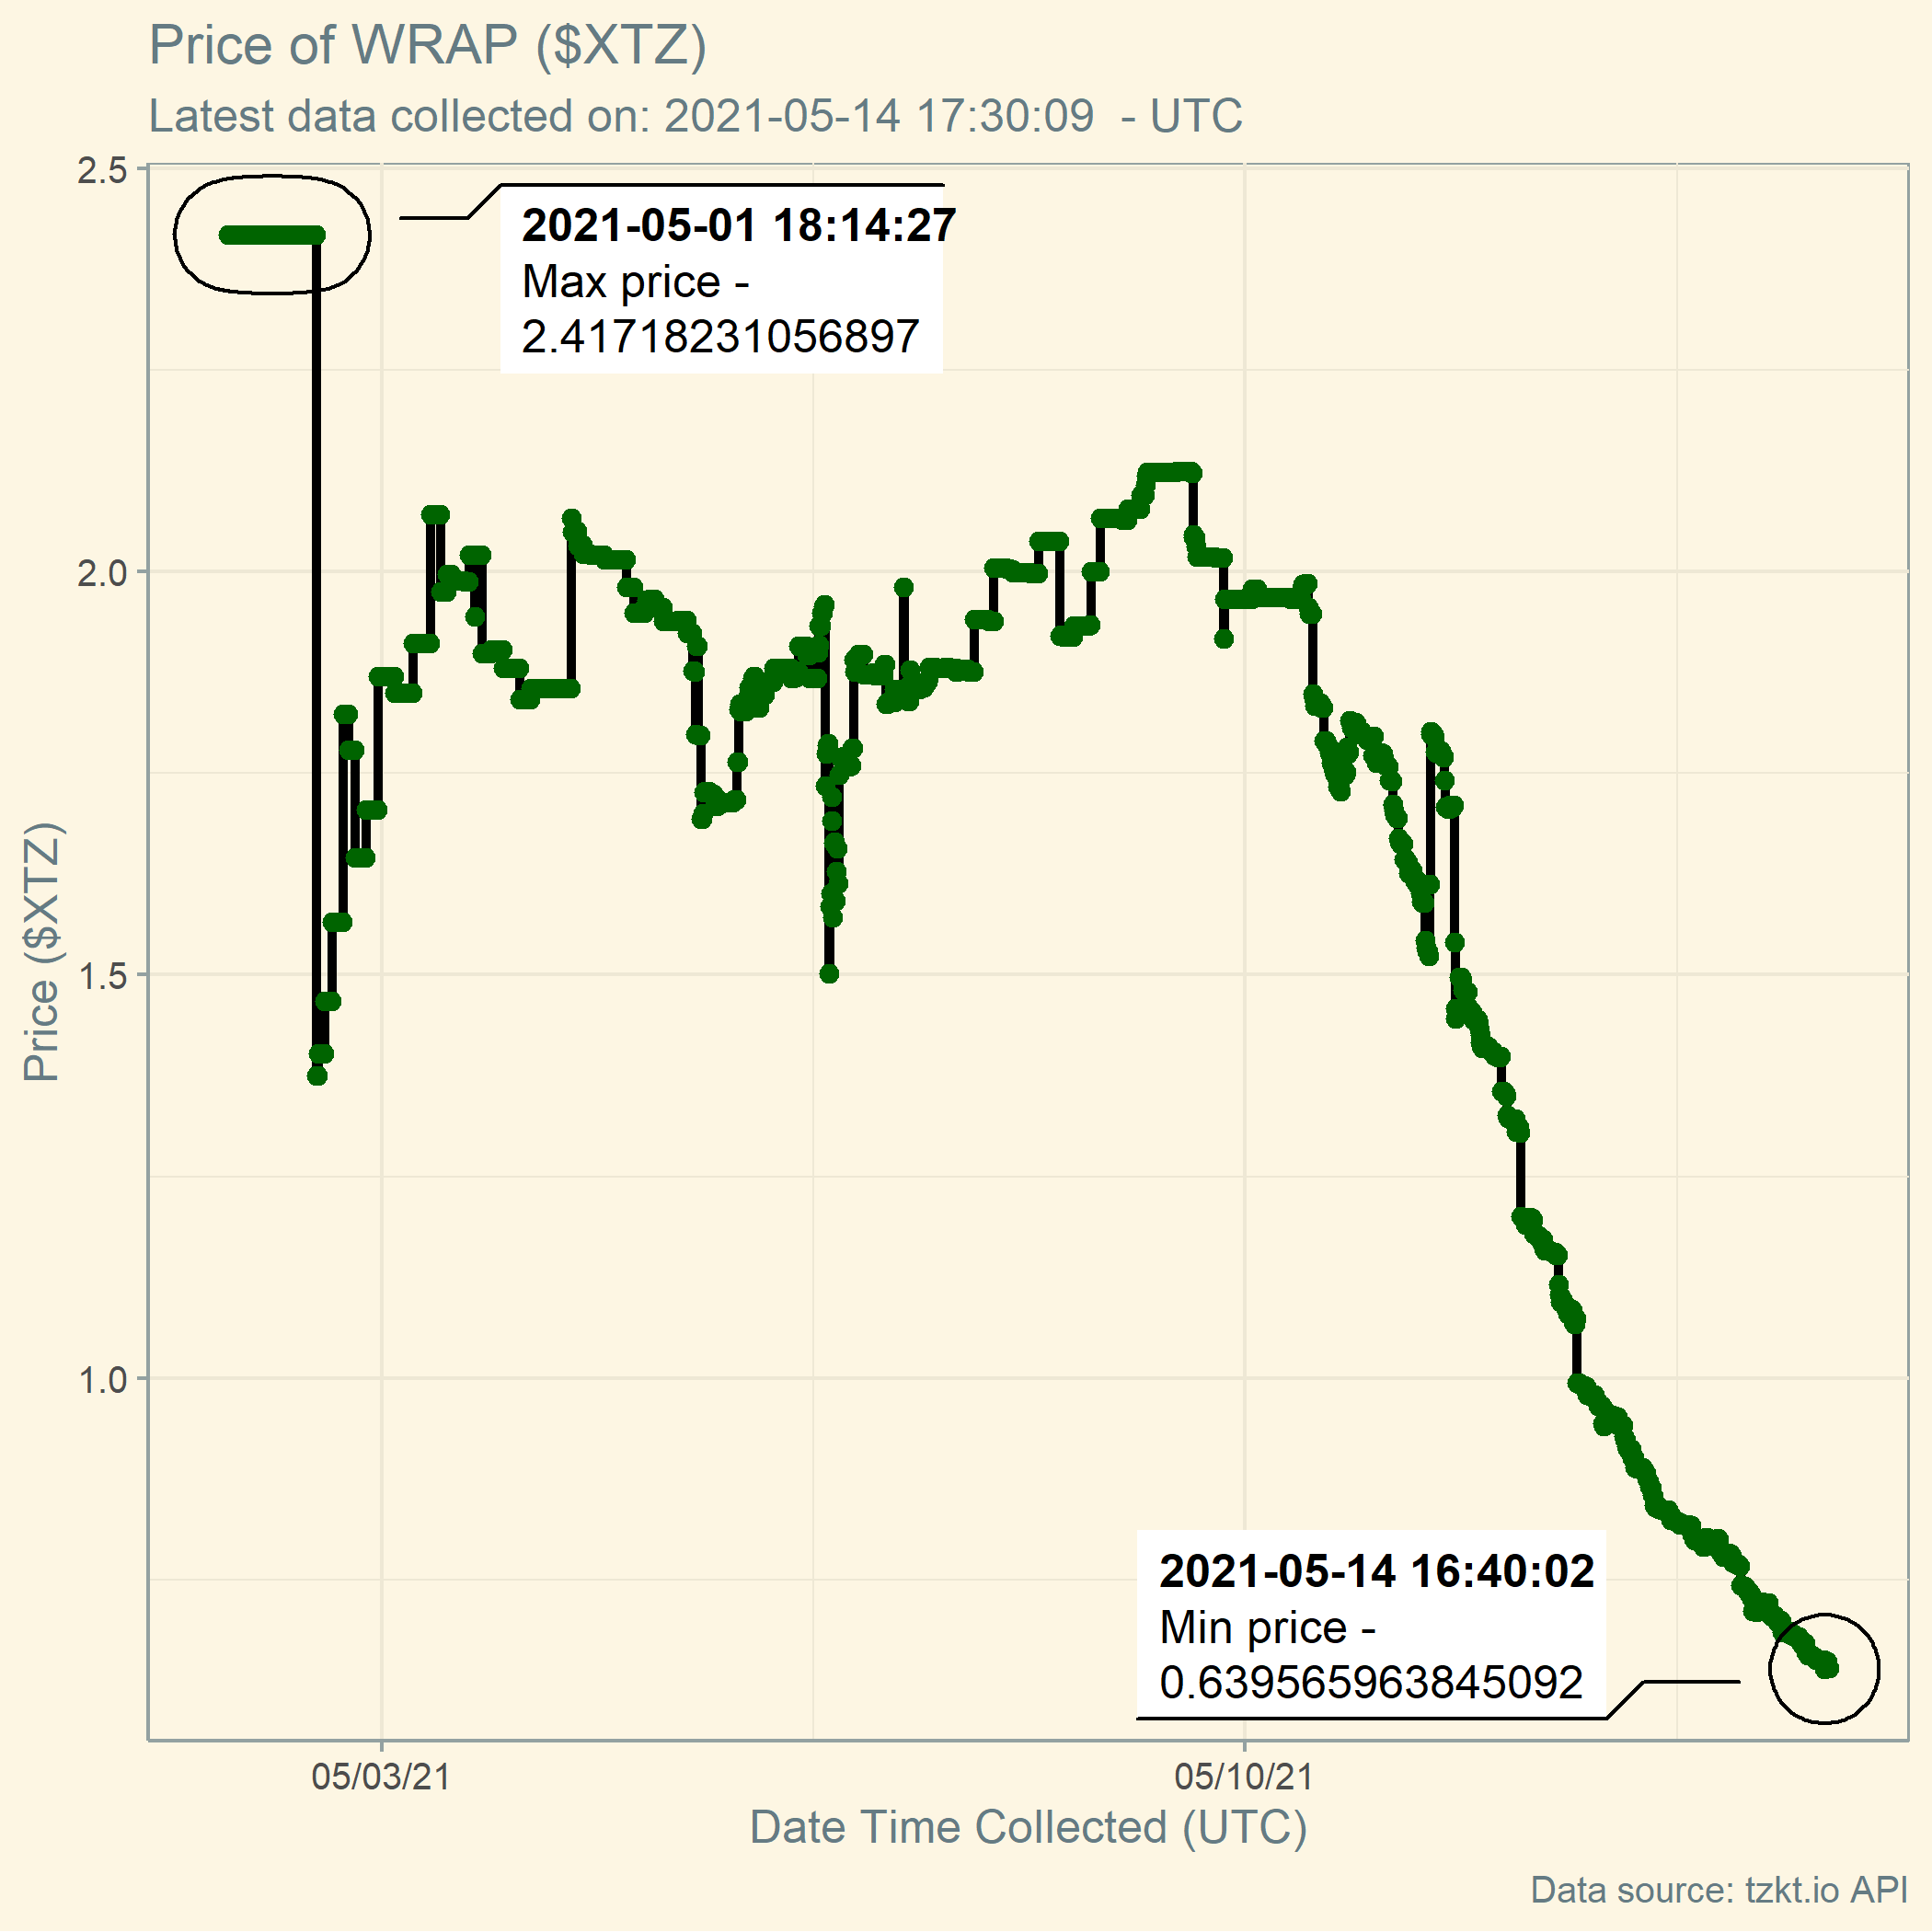 Price of WRAP ($XTZ)
Latest data collected on: 2021-05-14 17:30:09  - UTC
2.5
2.0
1.5
1.0
Price ($XTZ)
2021-05-01 18:14:27
Max price -
2.41718231056897
2021-05-14 16:40:02
Min price -
0.639565963845092
05/03/21
05/10/21
Date Time Collected (UTC)
Data source: tzkt.io API